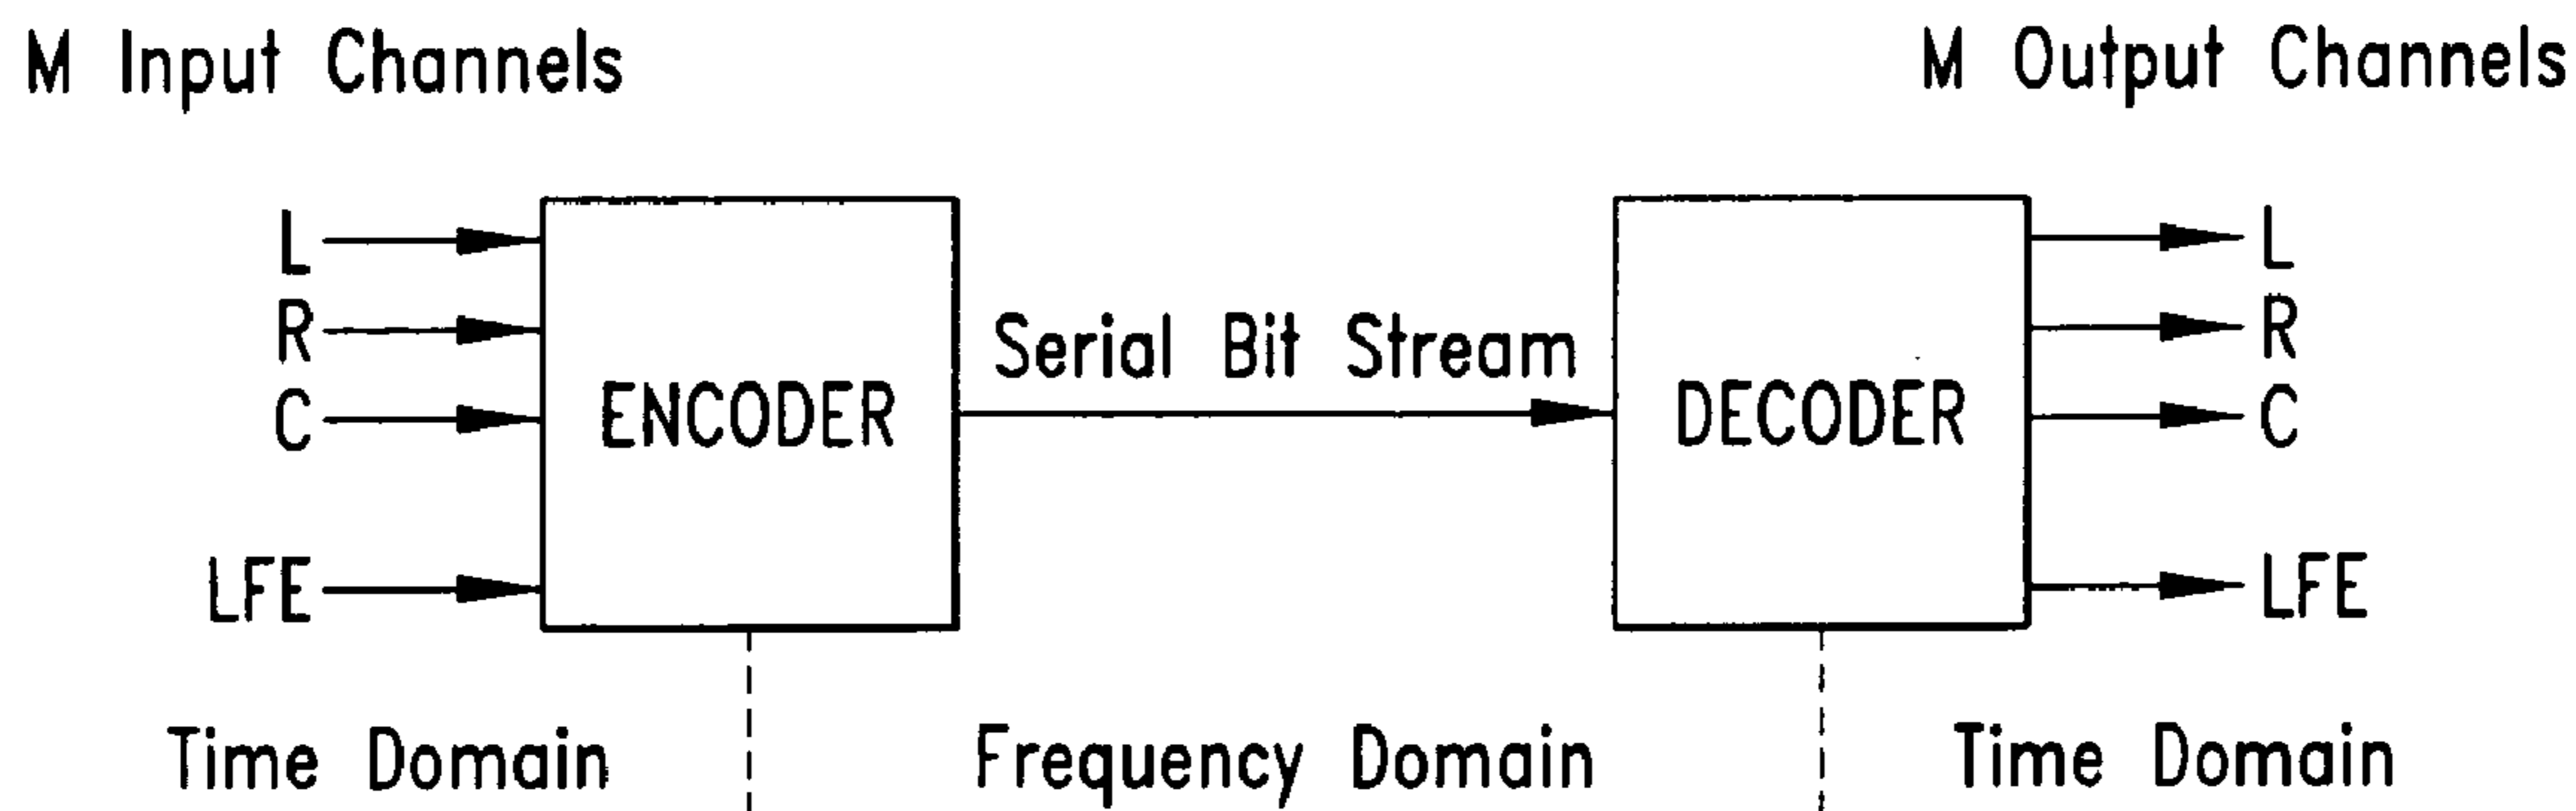 M Input Channels
M Output Channels
L
L
R
R
Serial Bit Stream
C
ENCODER
DECODER
C
LFE
LFE
Time Domain
Frequency Domain
Time Domain